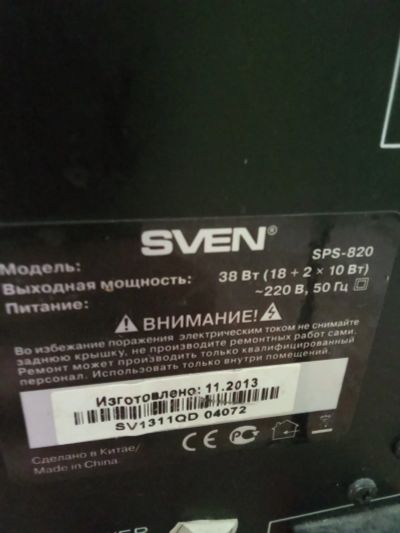 SVEN®
Модель: SPS-820
Выходная мощность: 38 Вт (18 + 2 × 10 Вт)
Питание: ~220 В, 50 Гц
ВНИМАНИЕ!
Во избежание поражения электрическим током не снимайте
заднюю крышку, не производите ремонтных работ сами.
Ремонт может производить только квалифицированный
персонал. Использовать только внутри помещений.
Изготовлено: 11.2013
SV1311QD 04072
Сделано в Китае/
Made in China
CE